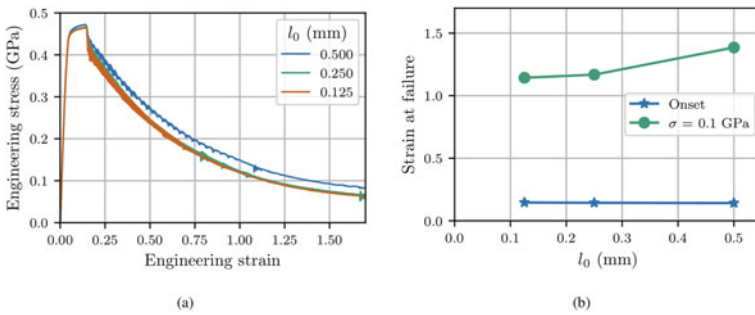 0.5
0.4
0.3
0.2
0.1
0.0
Engineering stress (GPa)
l₀ (mm)
0.500
0.250
0.125
0.00 0.25 0.50 0.75 1.00 1.25 1.50
Engineering strain
(a)
1.5
1.0
0.5
0.0
Strain at failure
Onset
σ = 0.1 GPa
0.0 0.1 0.2 0.3 0.4 0.5
l₀ (mm)
(b)